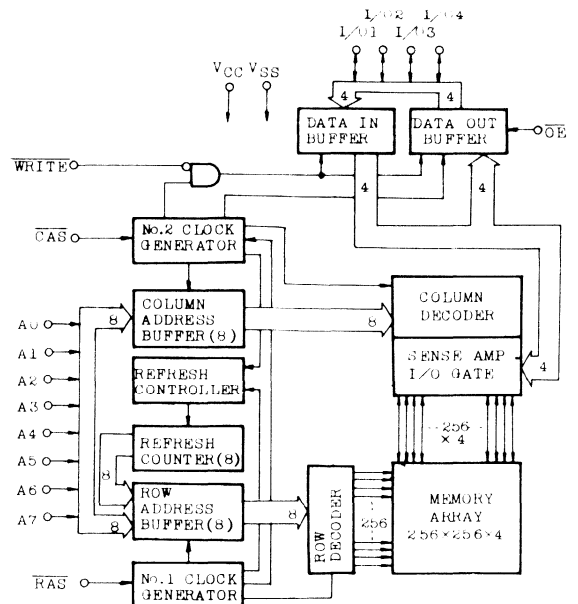 I/O2 I/O4
I/O1 I/O3
VCC VSS
4
DATA IN
BUFFER
DATA OUT
BUFFER
OE
WRITE
4
4
CAS
No.2 CLOCK
GENERATOR
A0
A1
A2
A3
A4
A5
A6
A7
8
COLUMN
ADDRESS
BUFFER(8)
8
COLUMN
DECODER
SENSE AMP
I/O GATE
4
REFRESH
CONTROLLER
REFRESH
COUNTER(8)
256
× 4
8
8
ROW
ADDRESS
BUFFER(8)
8
ROW
DECODER
256
MEMORY
ARRAY
256×256×4
RAS
No.1 CLOCK
GENERATOR